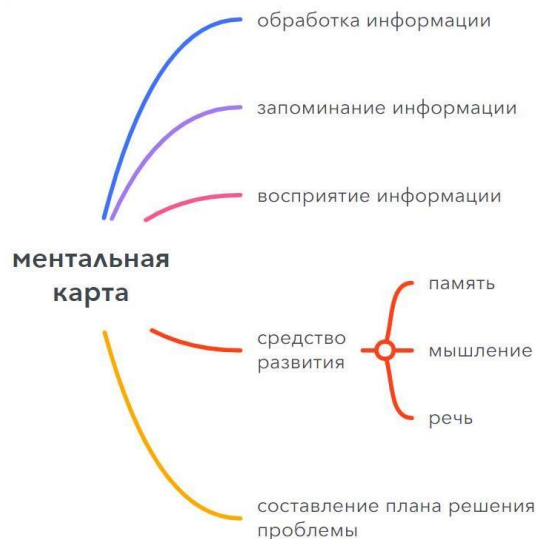 обработка информации
запоминание информации
восприятие информации
ментальная
карта
средство
развития
память
мышление
речь
составление плана решения
проблемы